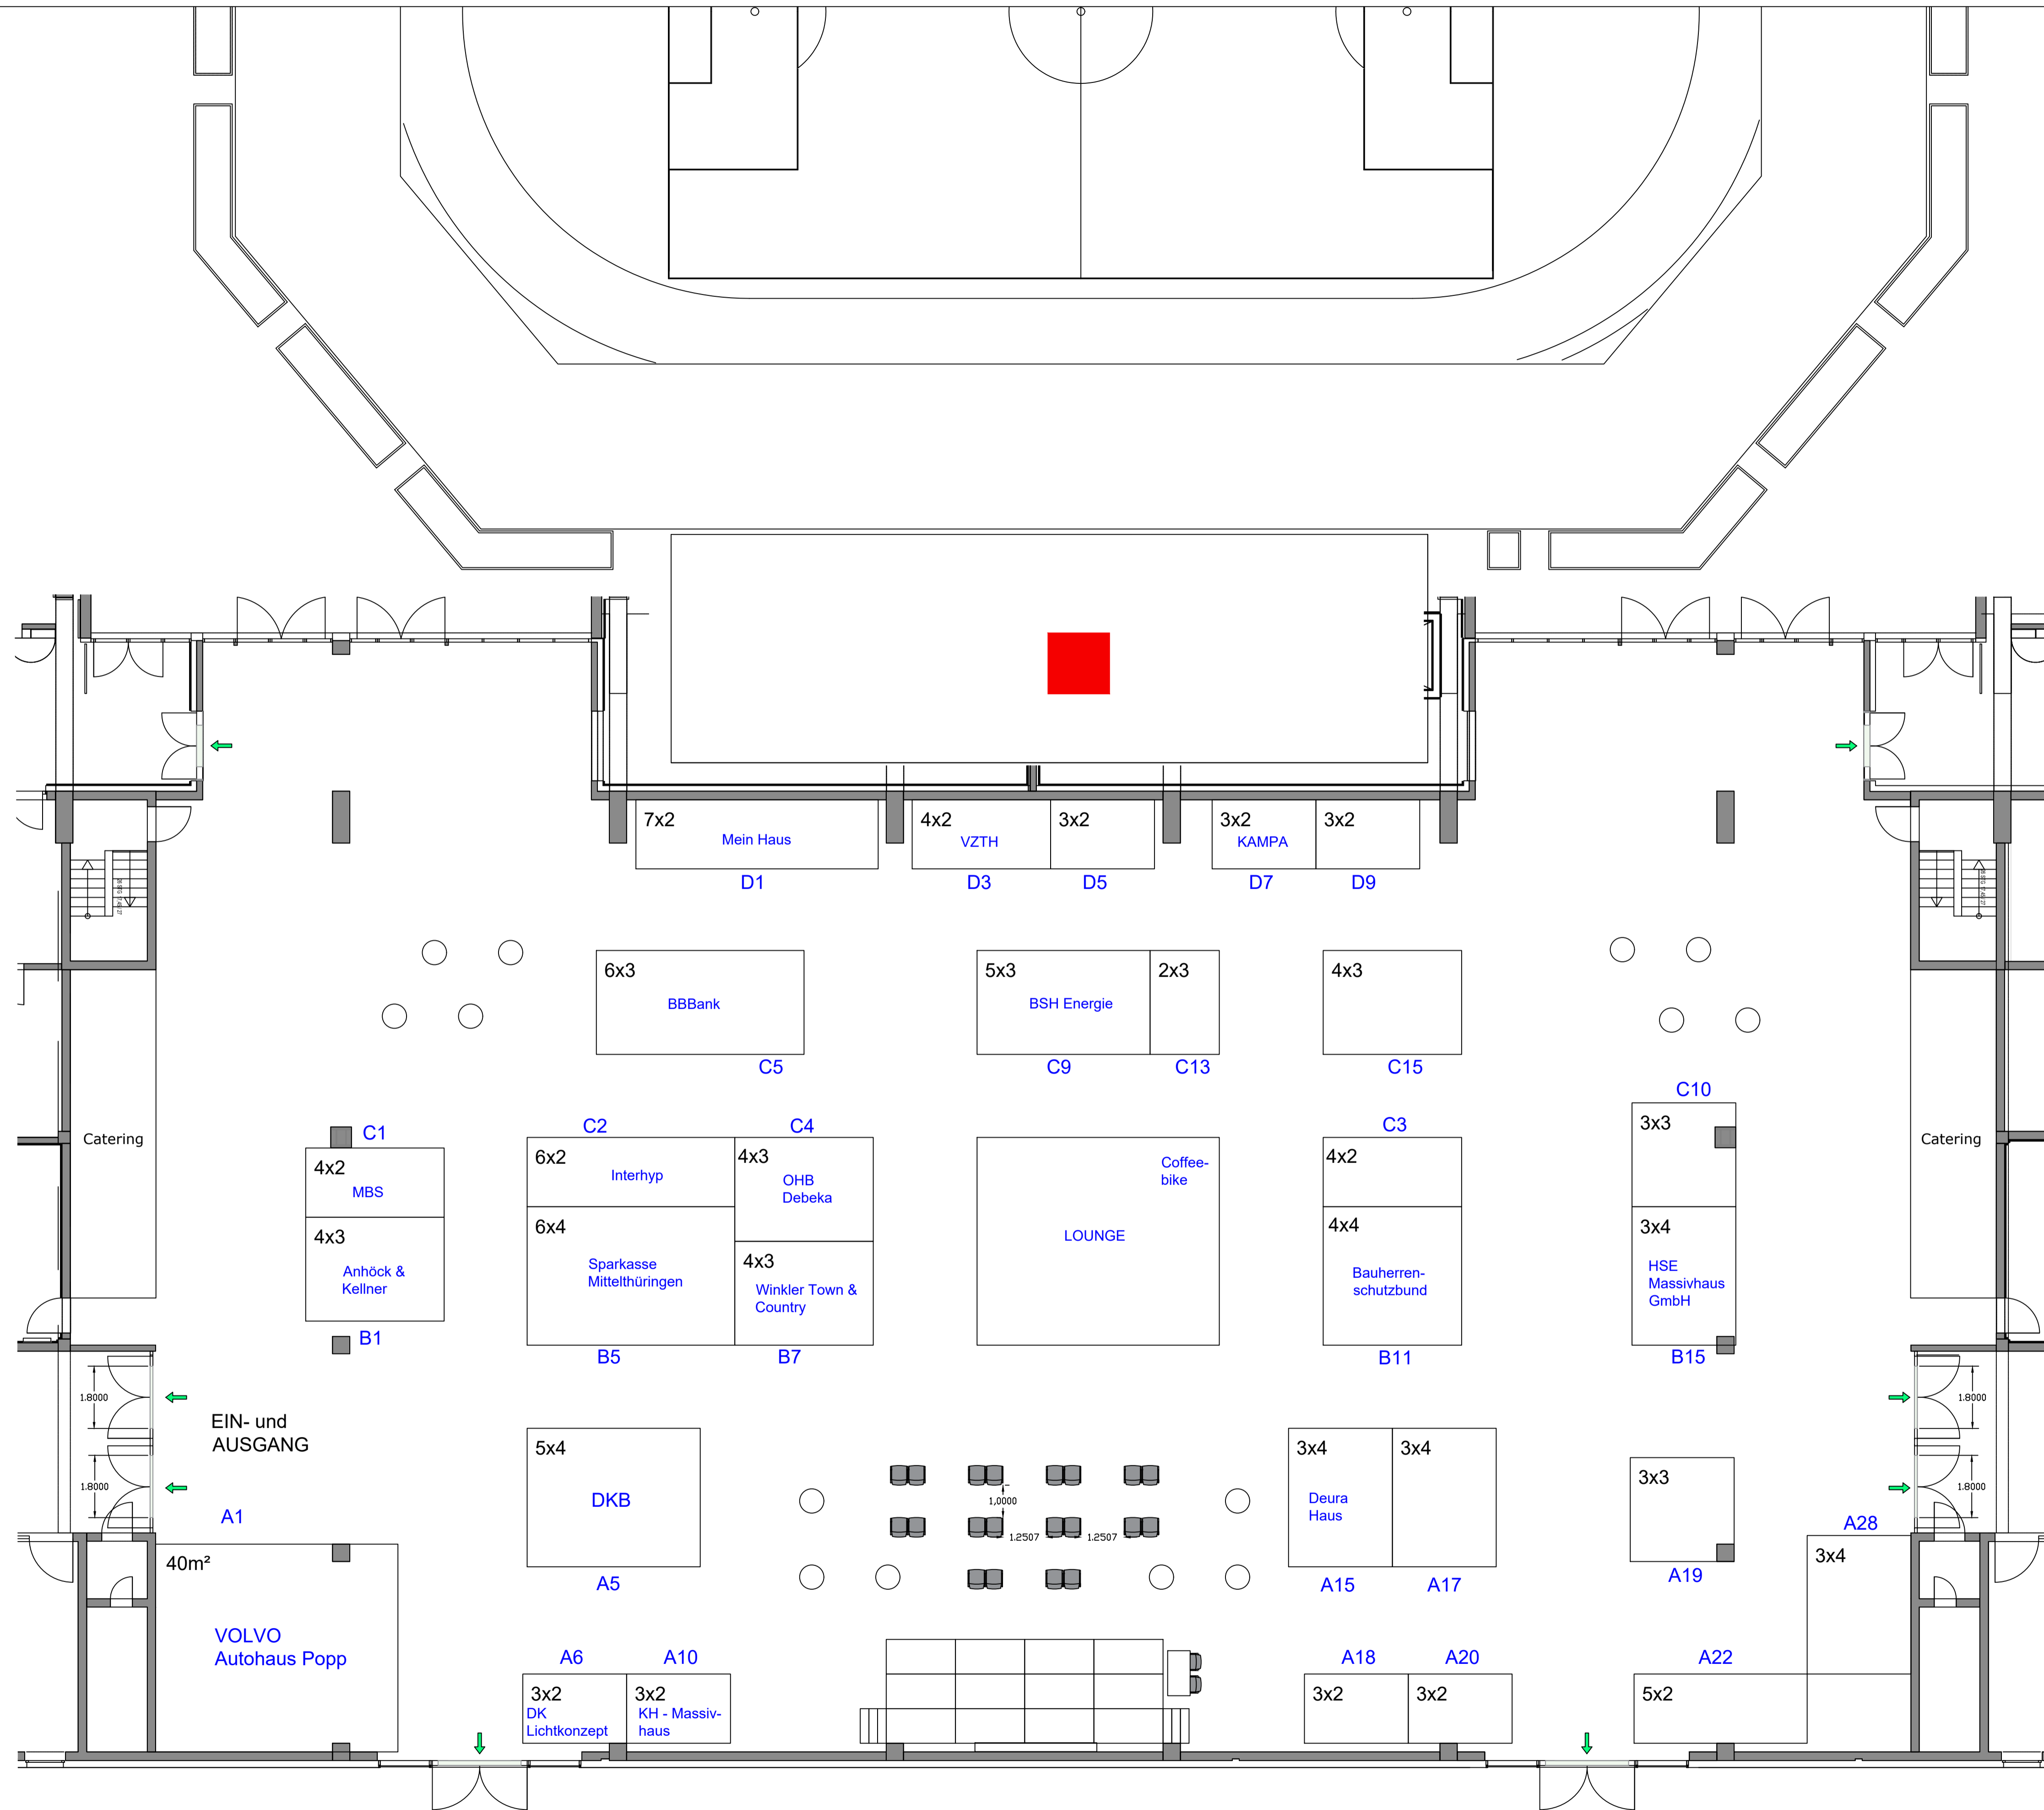 7x2
Mein Haus
D1
4x2
VZTH
D3
3x2
D5
3x2
KAMPA
D7
3x2
D9
6x3
BBBank
C5
5x3
BSH Energie
C9
2x3
C13
4x3
C15
Catering
C1
4x2
MBS
4x3
Anhöck &
Kellner
B1
C2
6x2
Interhyp
C4
4x3
OHB
Debeka
6x4
Sparkasse
Mittelthüringen
B5
4x3
Winkler Town &
Country
B7
Coffee-
bike
LOUNGE
C3
4x2
4x4
Bauherren-
schutzbund
B11
C10
3x3
3x4
HSE
Massivhaus
GmbH
B15
Catering
1.8000
1.8000
EIN- und
AUSGANG
A1
40m²
VOLVO
Autohaus Popp
5x4
DKB
A5
1,0000
1.2507
1.2507
3x4
Deura
Haus
A15
3x4
A17
3x3
A19
1.8000
1.8000
A28
3x4
A6
3x2
DK
Lichtkonzept
A10
3x2
KH - Massiv-
haus
A18
3x2
A20
3x2
A22
5x2